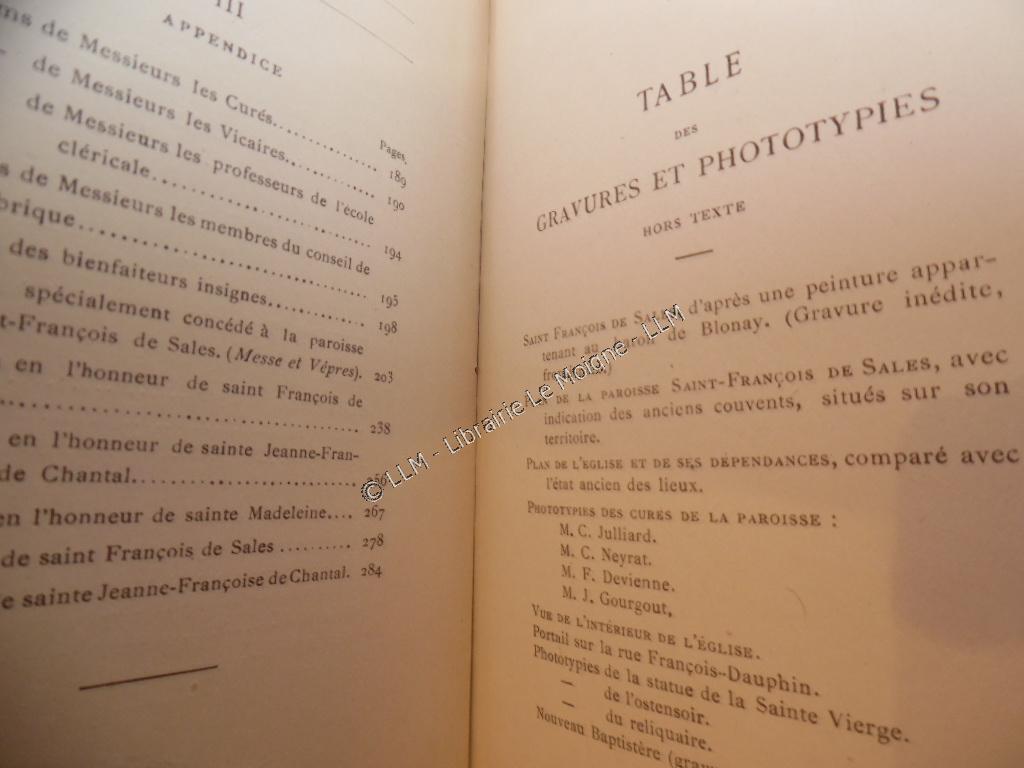 III
APPENDICE
Pages.
ms de Messieurs les Curés.................. 189
de Messieurs les Vicaires................ 190
de Messieurs les professeurs de l'école
cléricale........................... 194
s de Messieurs les membres du conseil de
brique.............................. 195
des bienfaiteurs insignes............... 198
spécialement concédé à la paroisse
t-François de Sales. (Messe et Vêpres). 203
en l'honneur de saint François de
.................................... 238
en l'honneur de sainte Jeanne-Fran-
de Chantal............................
en l'honneur de sainte Madeleine.... 267
de saint François de Sales .......... 278
e sainte Jeanne-Françoise de Chantal. 284
TABLE
DES
GRAVURES ET PHOTOTYPIES
HORS TEXTE
SAINT FRANÇOIS DE SALES d'après une peinture appar-
tenant au baron de Blonay. (Gravure inédite,
DE LA PAROISSE SAINT-FRANÇOIS DE SALES, avec
indication des anciens couvents, situés sur son
territoire.
PLAN DE L'ÉGLISE ET DE SES DÉPENDANCES, comparé avec
l'état ancien des lieux.
PHOTOTYPIES DES CURÉS DE LA PAROISSE :
M. C. Julliard.
M. C. Neyrat.
M. F. Devienne.
M. J. Gourgout,
VUE DE L'INTÉRIEUR DE L'ÉGLISE.
Portail sur la rue François-Dauphin.
Phototypies de la statue de la Sainte Vierge.
— de l'ostensoir.
— du reliquaire.
Nouveau Baptistère (grav
© LLM - Librairie Le Moigne - LLM